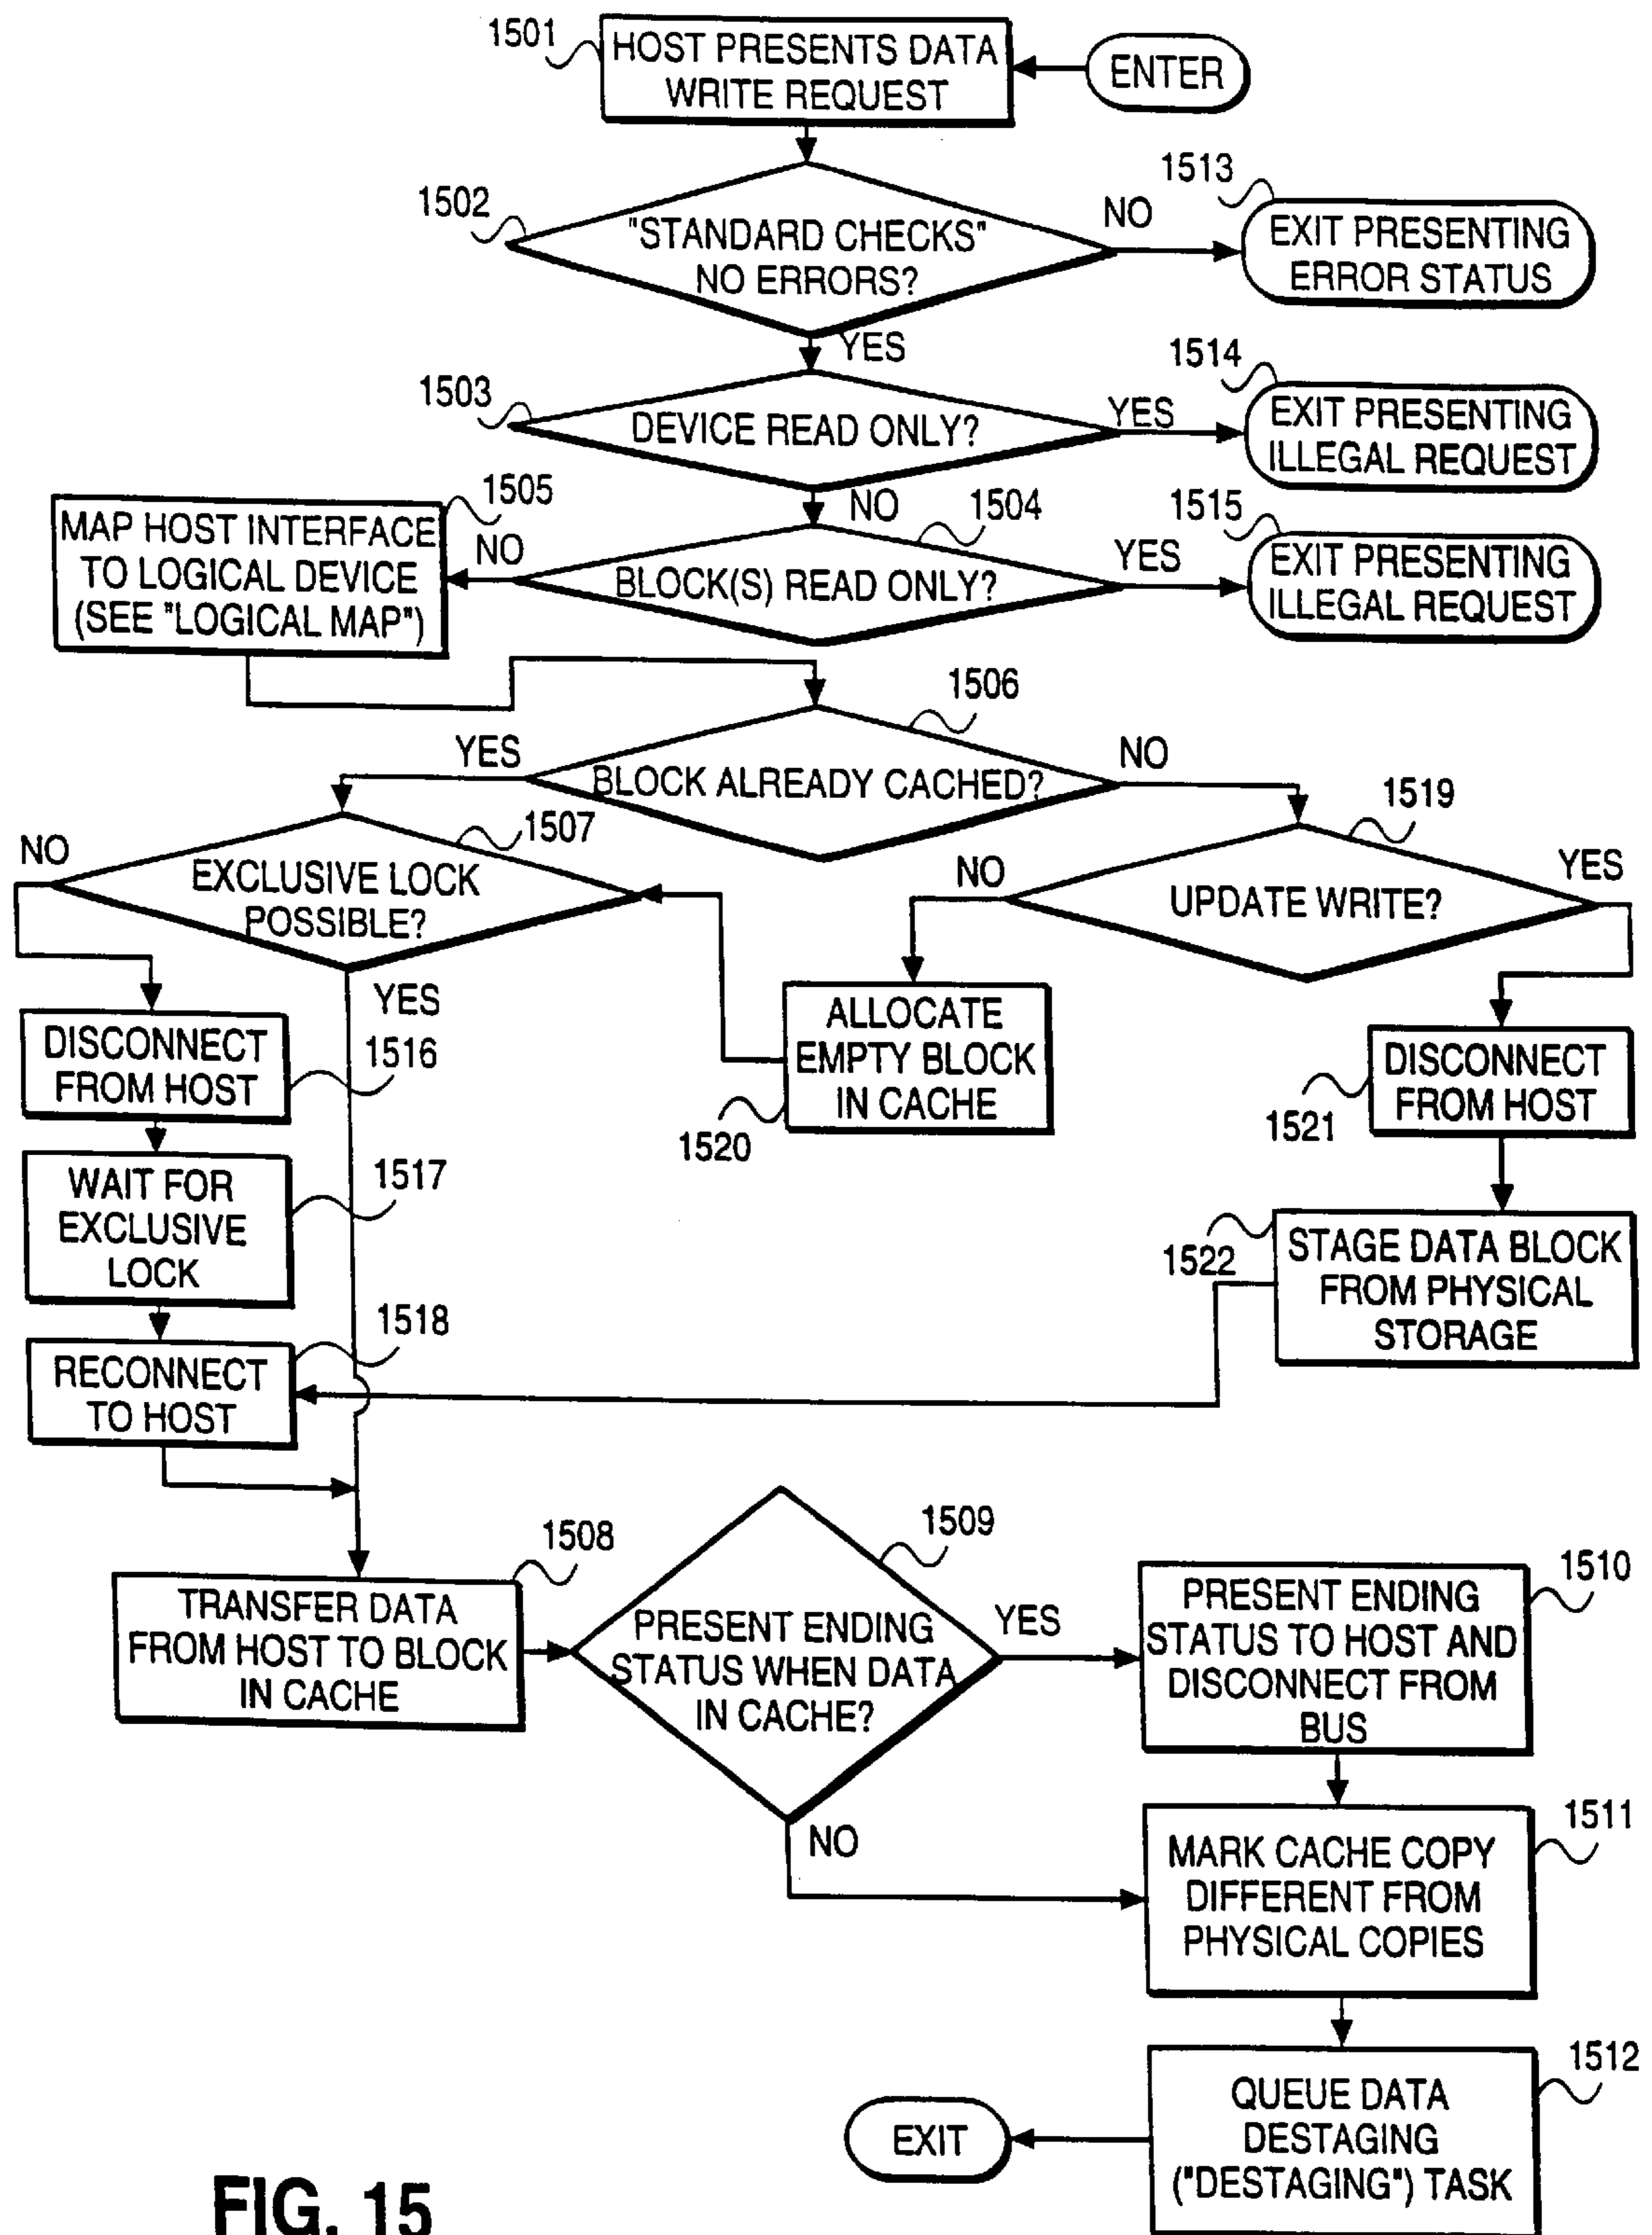 1501
HOST PRESENTS DATA
WRITE REQUEST
ENTER
1502
"STANDARD CHECKS"
NO ERRORS?
NO
1513
EXIT PRESENTING
ERROR STATUS
YES
1503
DEVICE READ ONLY?
YES
1514
EXIT PRESENTING
ILLEGAL REQUEST
NO
1505
MAP HOST INTERFACE
TO LOGICAL DEVICE
(SEE "LOGICAL MAP")
NO
1504
BLOCK(S) READ ONLY?
YES
1515
EXIT PRESENTING
ILLEGAL REQUEST
1506
YES
BLOCK ALREADY CACHED?
NO
1507
NO
EXCLUSIVE LOCK
POSSIBLE?
YES
1519
NO
UPDATE WRITE?
YES
DISCONNECT
FROM HOST
1516
ALLOCATE
EMPTY BLOCK
IN CACHE
1520
DISCONNECT
FROM HOST
1521
WAIT FOR
EXCLUSIVE
LOCK
1517
1522
STAGE DATA BLOCK
FROM PHYSICAL
STORAGE
RECONNECT
TO HOST
1518
1508
TRANSFER DATA
FROM HOST TO BLOCK
IN CACHE
1509
PRESENT ENDING
STATUS WHEN DATA
IN CACHE?
YES
NO
1510
PRESENT ENDING
STATUS TO HOST AND
DISCONNECT FROM
BUS
1511
MARK CACHE COPY
DIFFERENT FROM
PHYSICAL COPIES
1512
QUEUE DATA
DESTAGING
("DESTAGING") TASK
EXIT
FIG. 15